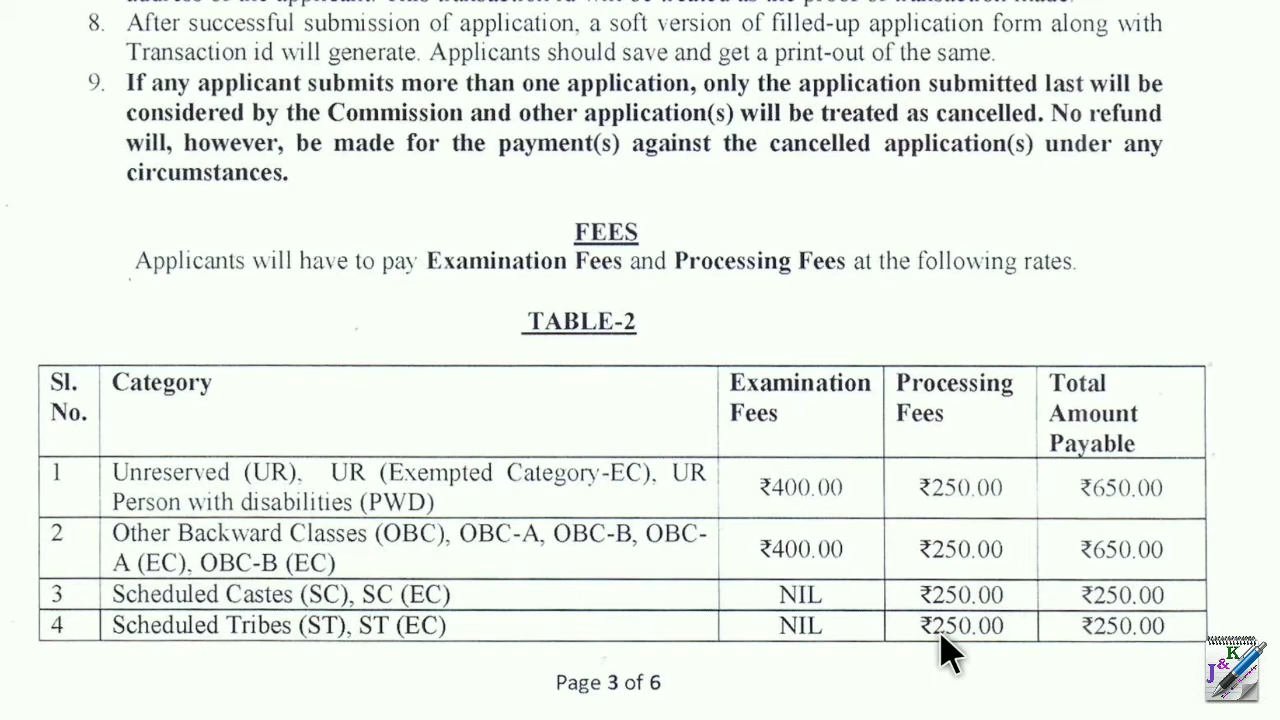 8. After successful submission of application, a soft version of filled-up application form along with
Transaction id will generate. Applicants should save and get a print-out of the same.
9. If any applicant submits more than one application, only the application submitted last will be
considered by the Commission and other application(s) will be treated as cancelled. No refund
will, however, be made for the payment(s) against the cancelled application(s) under any
circumstances.
FEES
Applicants will have to pay Examination Fees and Processing Fees at the following rates.
TABLE-2
Sl. No. Category Examination Fees Processing Fees Total Amount Payable
1 Unreserved (UR), UR (Exempted Category-EC), UR
Person with disabilities (PWD) ₹400.00 ₹250.00 ₹650.00
2 Other Backward Classes (OBC), OBC-A, OBC-B, OBC-
A (EC), OBC-B (EC) ₹400.00 ₹250.00 ₹650.00
3 Scheduled Castes (SC), SC (EC) NIL ₹250.00 ₹250.00
4 Scheduled Tribes (ST), ST (EC) NIL ₹250.00 ₹250.00
Page 3 of 6
J&K